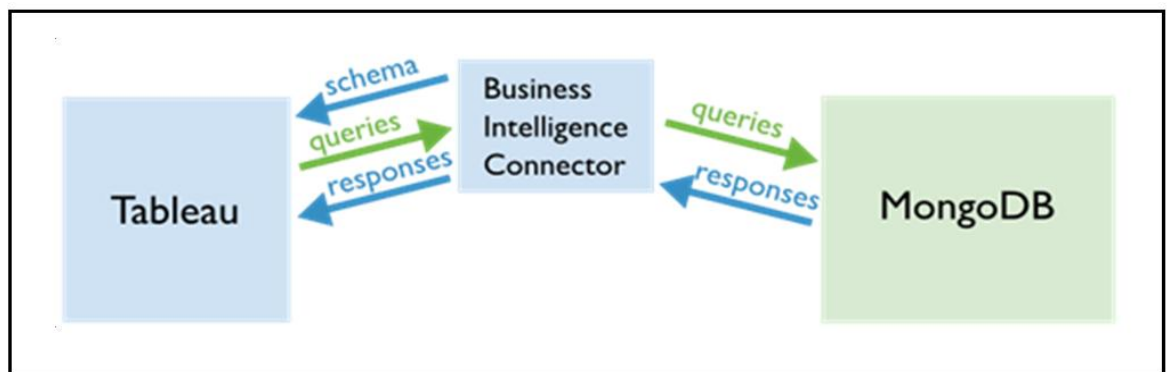 schema
queries
responses
Business
Intelligence
Connector
queries
responses
Tableau
MongoDB